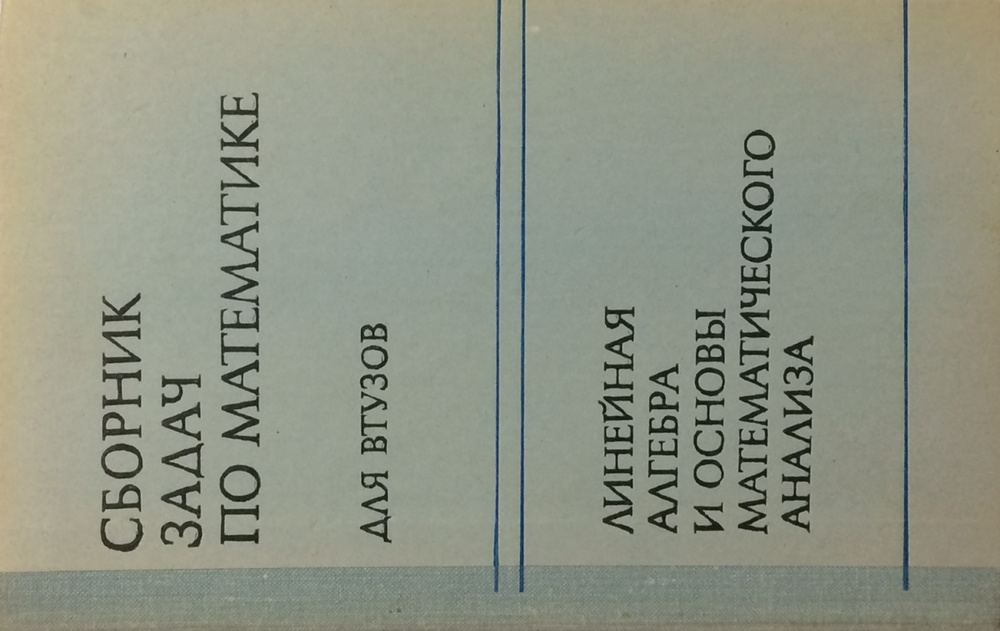 СБОРНИК
ЗАДАЧ
ПО МАТЕМАТИКЕ
ДЛЯ ВТУЗОВ
ЛИНЕЙНАЯ
АЛГЕБРА
И ОСНОВЫ
МАТЕМАТИЧЕСКОГО
АНАЛИЗА